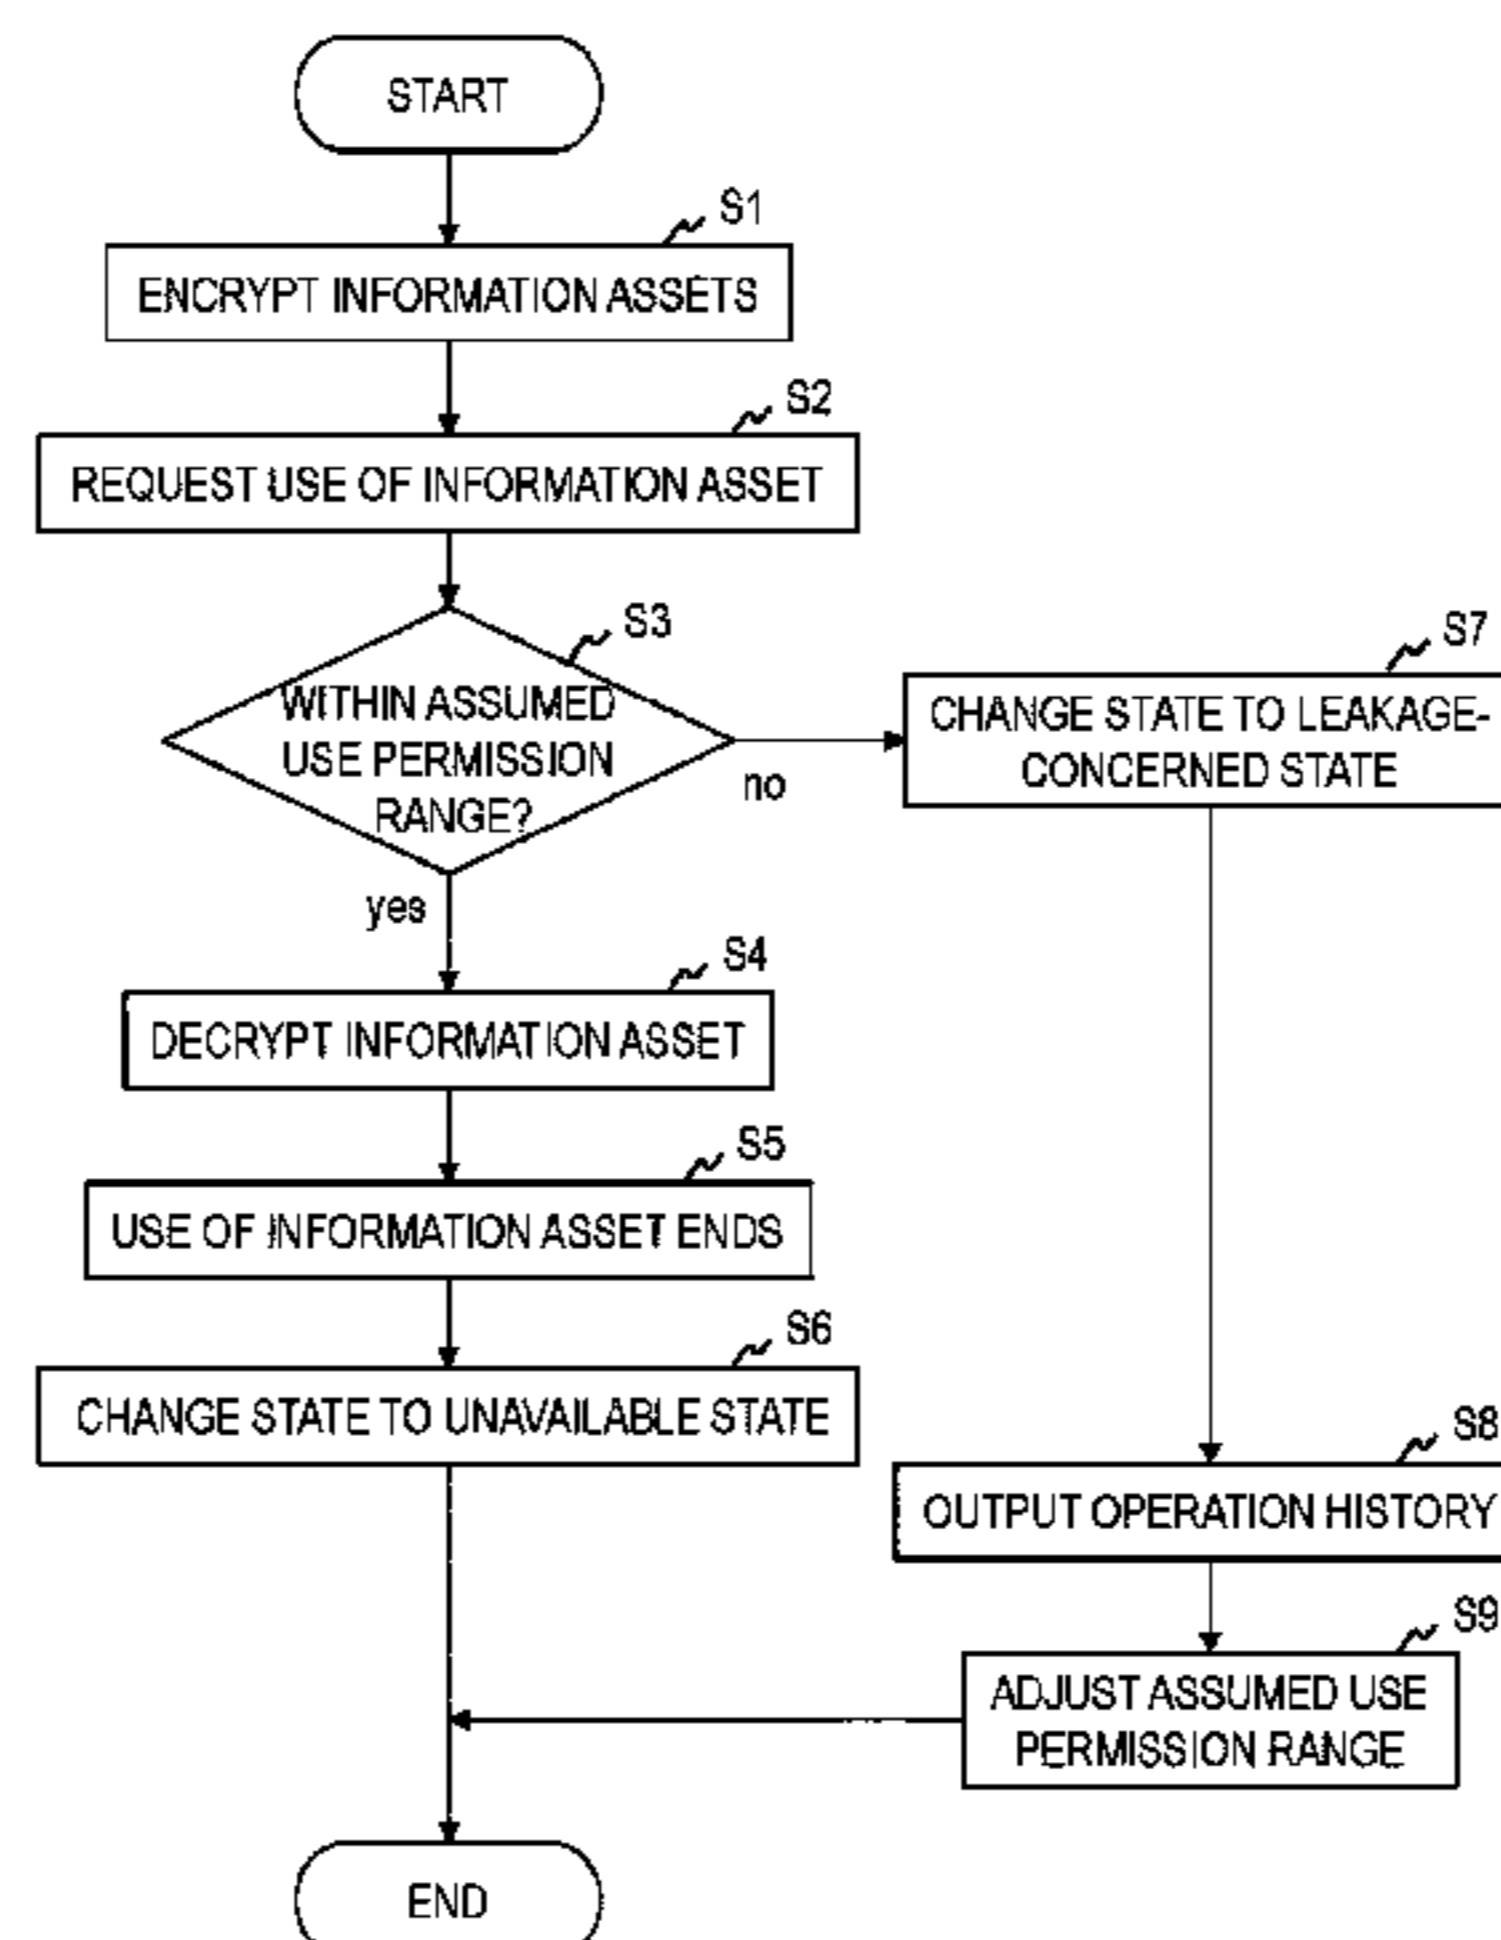 START
S1
ENCRYPT INFORMATION ASSETS
S2
REQUEST USE OF INFORMATION ASSET
S3
WITHIN ASSUMED
USE PERMISSION
RANGE?
no
yes
S7
CHANGE STATE TO LEAKAGE-
CONCERNED STATE
S4
DECRYPT INFORMATION ASSET
S5
USE OF INFORMATION ASSET ENDS
S6
CHANGE STATE TO UNAVAILABLE STATE
S8
OUTPUT OPERATION HISTORY
S9
ADJUST ASSUMED USE
PERMISSION RANGE
END